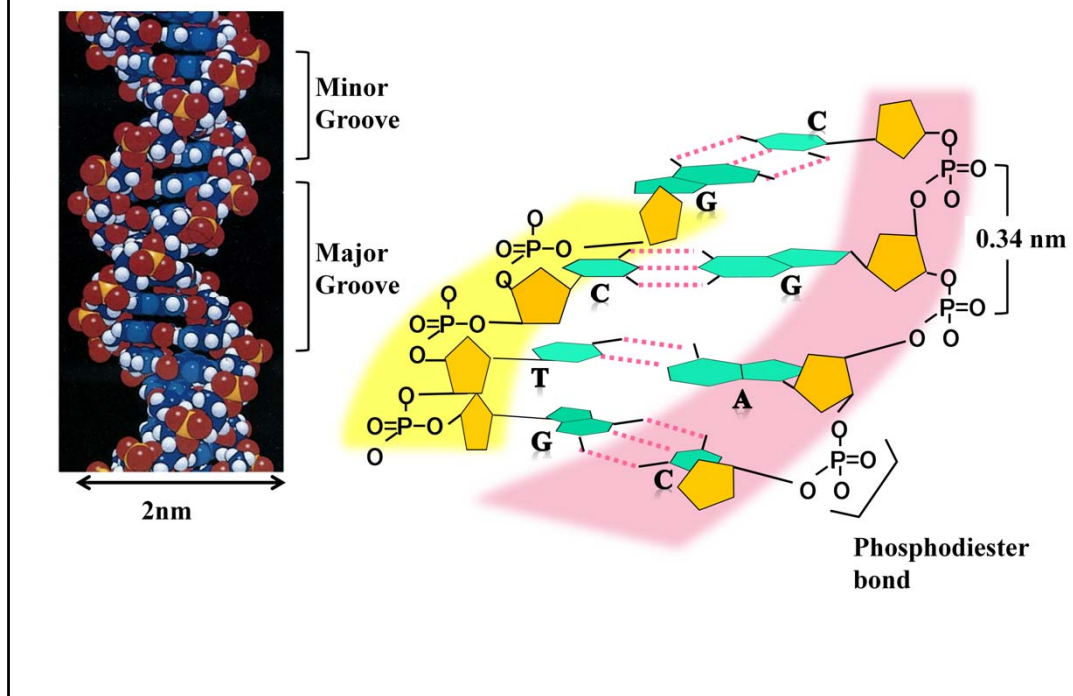 Minor
Groove
Major
Groove
2nm
C
G
O
O=P-O
O
C
G
O
O=P-O
O
T
A
O
O=P-O
O
G
C
O
P=O
O
O
0.34 nm
O
P=O
O
O
O
P=O
O
O
Phosphodiester
bond